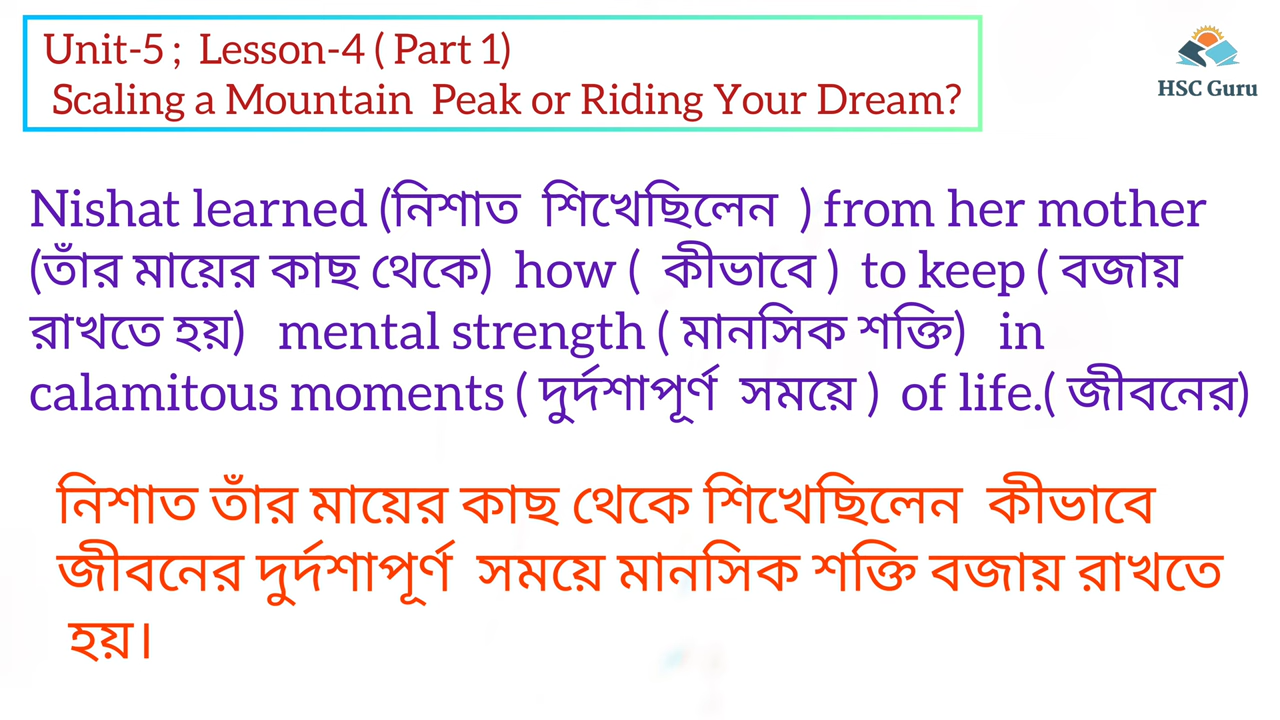 Unit-5 ; Lesson-4 ( Part 1)
Scaling a Mountain Peak or Riding Your Dream?
HSC Guru
Nishat learned (নিশাত শিখেছিলেন ) from her mother
(তাঁর মায়ের কাছ থেকে) how ( কীভাবে ) to keep ( বজায়
রাখতে হয়) mental strength ( মানসিক শক্তি) in
calamitous moments ( দুর্দশাপূর্ণ সময়ে ) of life.( জীবনের)
নিশাত তাঁর মায়ের কাছ থেকে শিখেছিলেন কীভাবে
জীবনের দুর্দশাপূর্ণ সময়ে মানসিক শক্তি বজায় রাখতে
হয়।